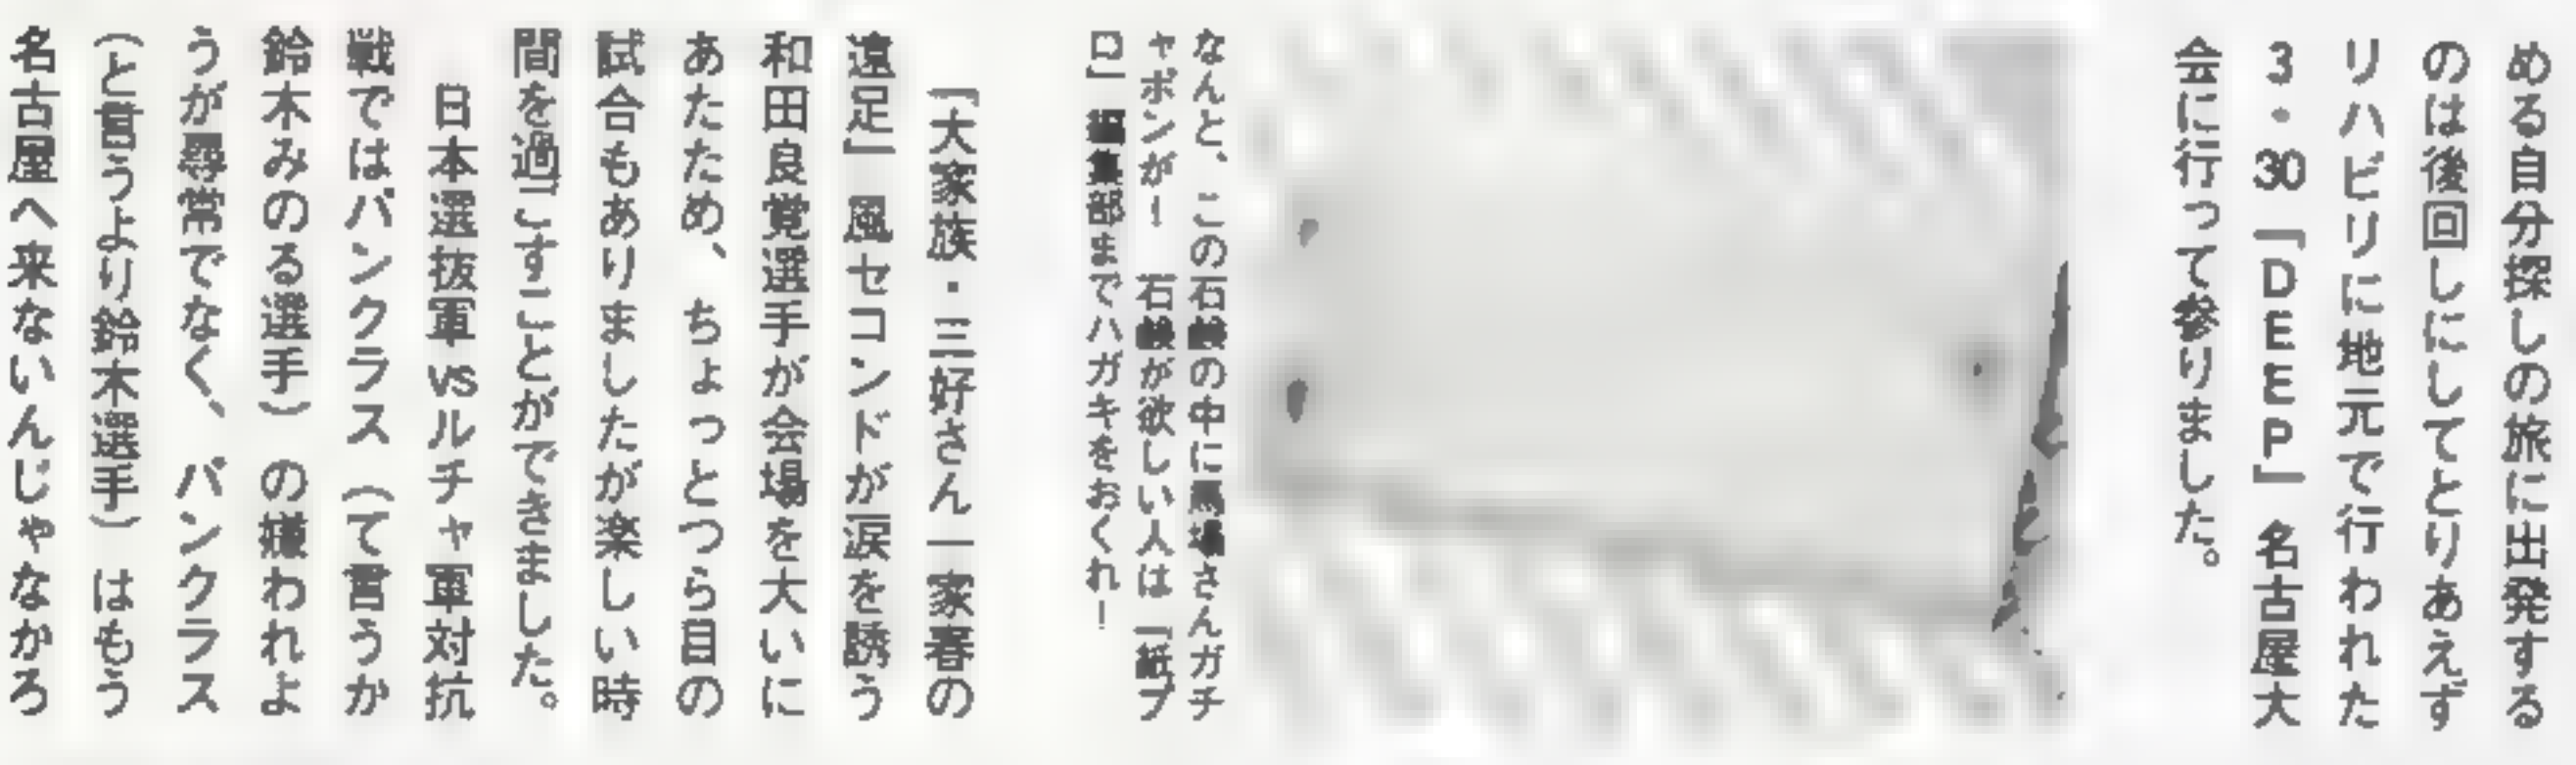 める自分探しの旅に出発する
のは後回しにしてとりあえず
リハビリに地元で行われた
3・30「DEEP」名古屋大
会に行って参りました。
なんと、この石鹸の中に馬場さんガチ
ャポンが！ 石鹸が欲しい人は「紙プ
ロ」編集部までハガキをおくれ！
「大家族・三好さん一家春の
遠足」風セコンドが涙を誘う
和田良覚選手が会場を大いに
あたため、ちょっとつら目の
試合もありましたが楽しい時
間を過ごすことができました。
日本選抜軍VSルチャ軍対抗
戦ではパンクラス（て言うか
鈴木みのる選手）の嫌われよ
うが尋常でなく、パンクラス
（と言うより鈴木選手）はもう
名古屋へ来ないんじゃなかろ